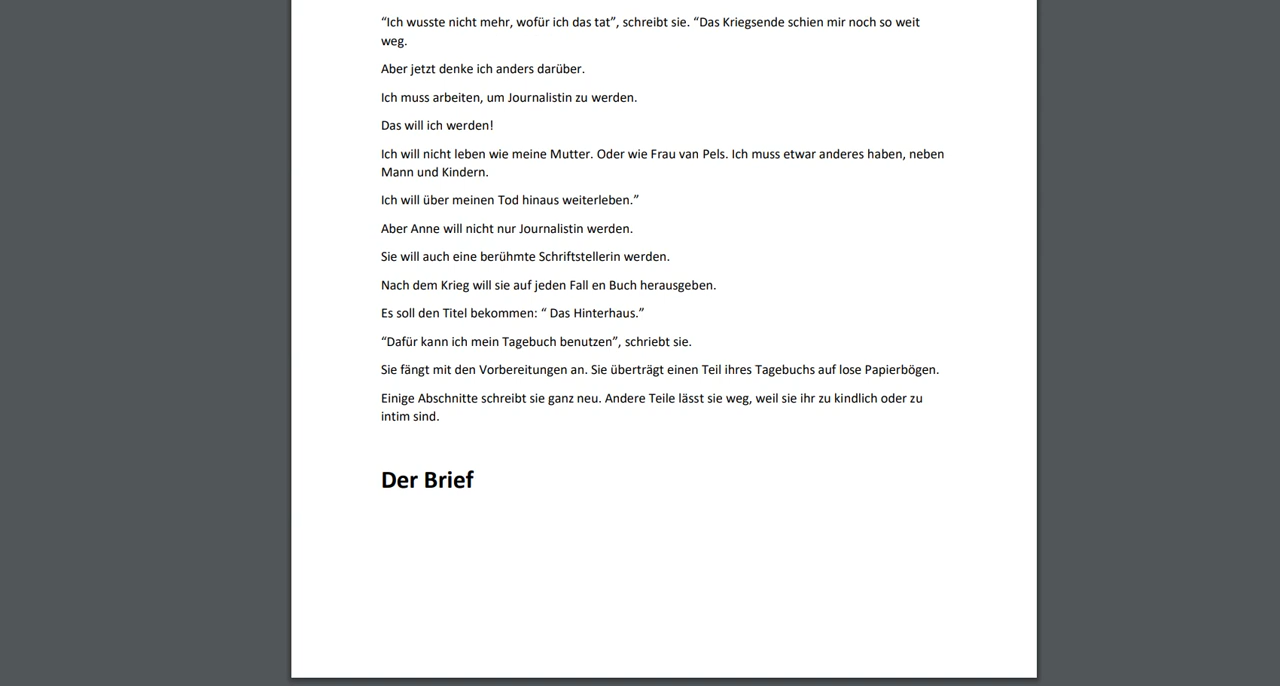 “Ich wusste nicht mehr, wofür ich das tat”, schreibt sie. “Das Kriegsende schien mir noch so weit
weg.
Aber jetzt denke ich anders darüber.
Ich muss arbeiten, um Journalistin zu werden.
Das will ich werden!
Ich will nicht leben wie meine Mutter. Oder wie Frau van Pels. Ich muss etwar anderes haben, neben
Mann und Kindern.
Ich will über meinen Tod hinaus weiterleben.”
Aber Anne will nicht nur Journalistin werden.
Sie will auch eine berühmte Schriftstellerin werden.
Nach dem Krieg will sie auf jeden Fall en Buch herausgeben.
Es soll den Titel bekommen: “ Das Hinterhaus.”
“Dafür kann ich mein Tagebuch benutzen”, schriebt sie.
Sie fängt mit den Vorbereitungen an. Sie überträgt einen Teil ihres Tagebuchs auf lose Papierbögen.
Einige Abschnitte schreibt sie ganz neu. Andere Teile lässt sie weg, weil sie ihr zu kindlich oder zu
intim sind.
Der Brief